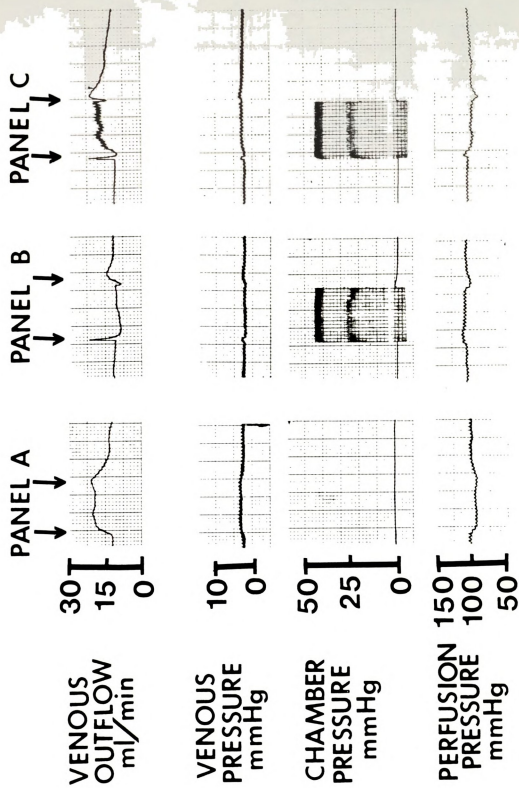 PANEL A PANEL B PANEL C
VENOUS
OUTFLOW
ml/min
30
15
0
VENOUS
PRESSURE
mmHg
10
0
CHAMBER
PRESSURE
mmHg
50
25
0
PERFUSION
PRESSURE
mmHg
150
100
50